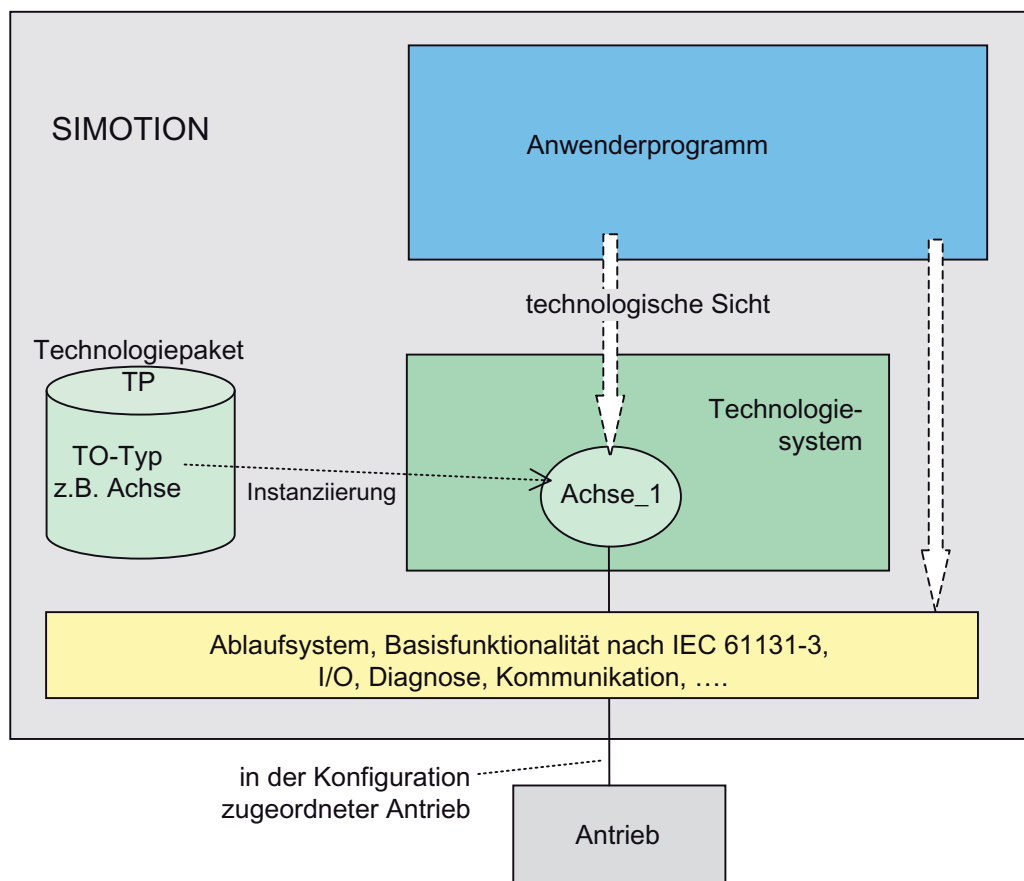 SIMOTION
Anwenderprogramm
technologische Sicht
Technologiepaket
TP
TO-Typ
z.B. Achse
Instanziierung
Technologie-
system
Achse_1
Ablaufsystem, Basisfunktionalität nach IEC 61131-3,
I/O, Diagnose, Kommunikation, ….
in der Konfiguration
zugeordneter Antrieb
Antrieb